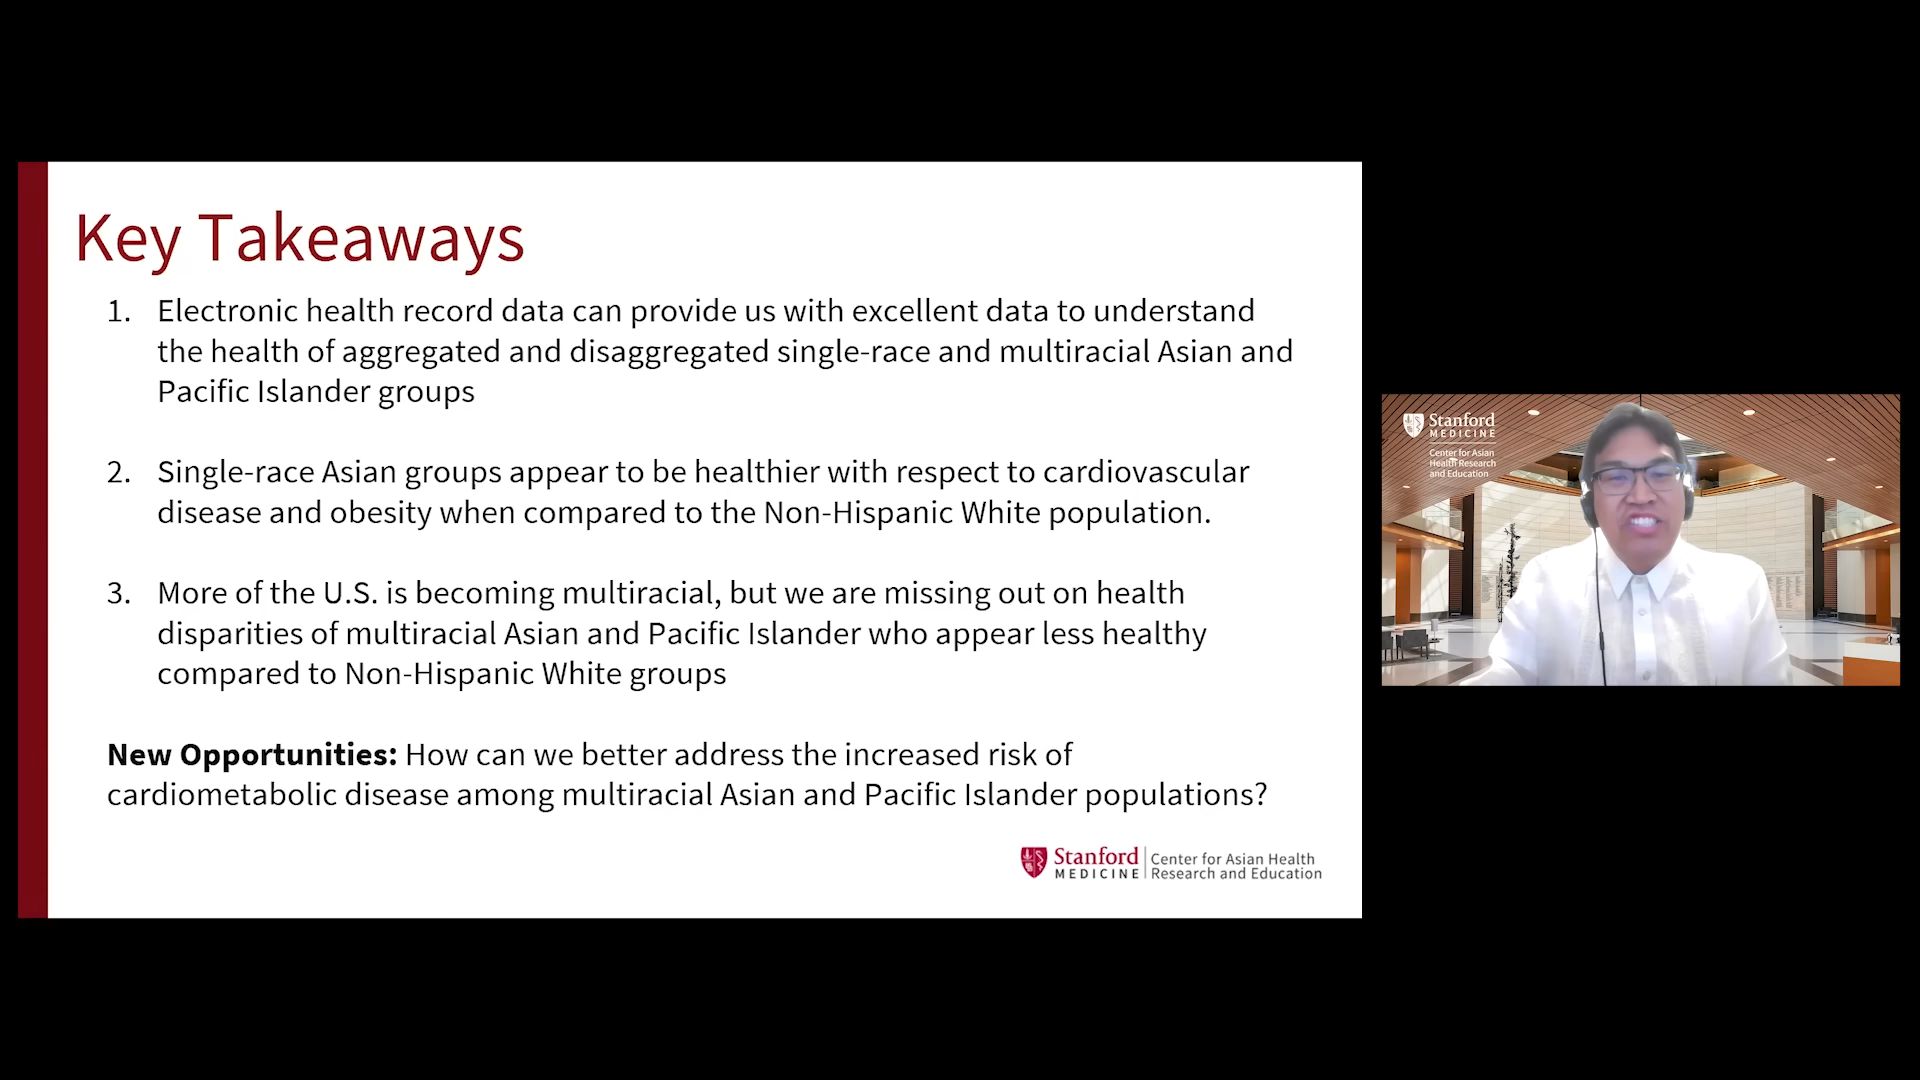 Key Takeaways
1. Electronic health record data can provide us with excellent data to understand
the health of aggregated and disaggregated single-race and multiracial Asian and
Pacific Islander groups
2. Single-race Asian groups appear to be healthier with respect to cardiovascular
disease and obesity when compared to the Non-Hispanic White population.
3. More of the U.S. is becoming multiracial, but we are missing out on health
disparities of multiracial Asian and Pacific Islander who appear less healthy
compared to Non-Hispanic White groups
New Opportunities: How can we better address the increased risk of
cardiometabolic disease among multiracial Asian and Pacific Islander populations?
Stanford
MEDICINE
Center for Asian Health
Research and Education
Stanford
MEDICINE
Center for Asian
Health Research
and Education